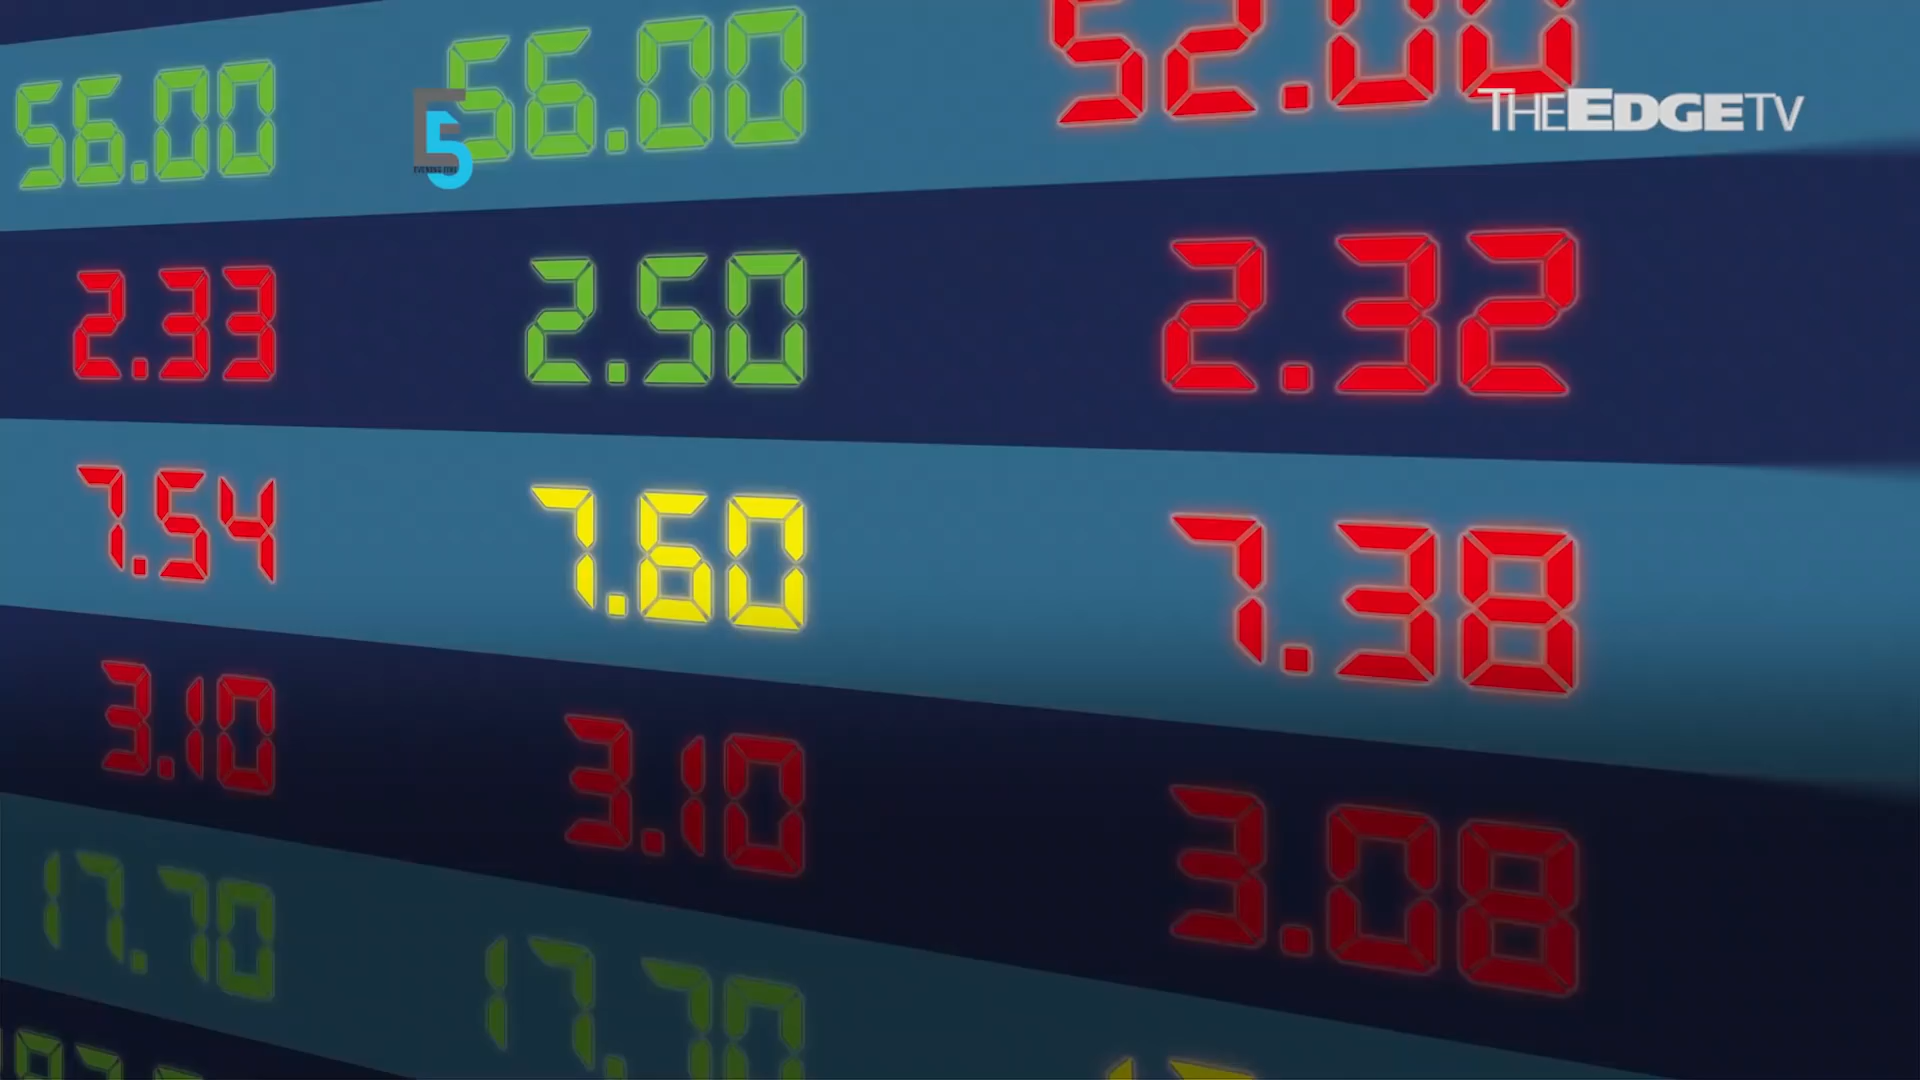 56.00 56.00 52.00
THEEDGETV
E5
2.33 2.50 2.32
7.54 7.60 7.38
3.10 3.10 3.08
17.70 17.70